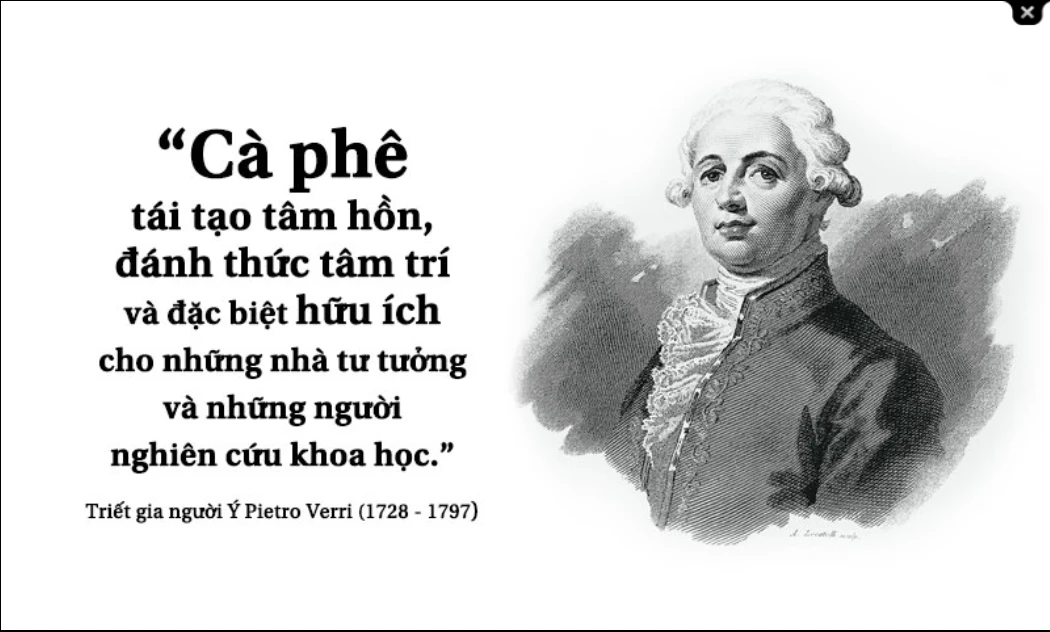 “Cà phê
tái tạo tâm hồn,
đánh thức tâm trí
và đặc biệt hữu ích
cho những nhà tư tưởng
và những người
nghiên cứu khoa học.”
Triết gia người Ý Pietro Verri (1728 - 1797)